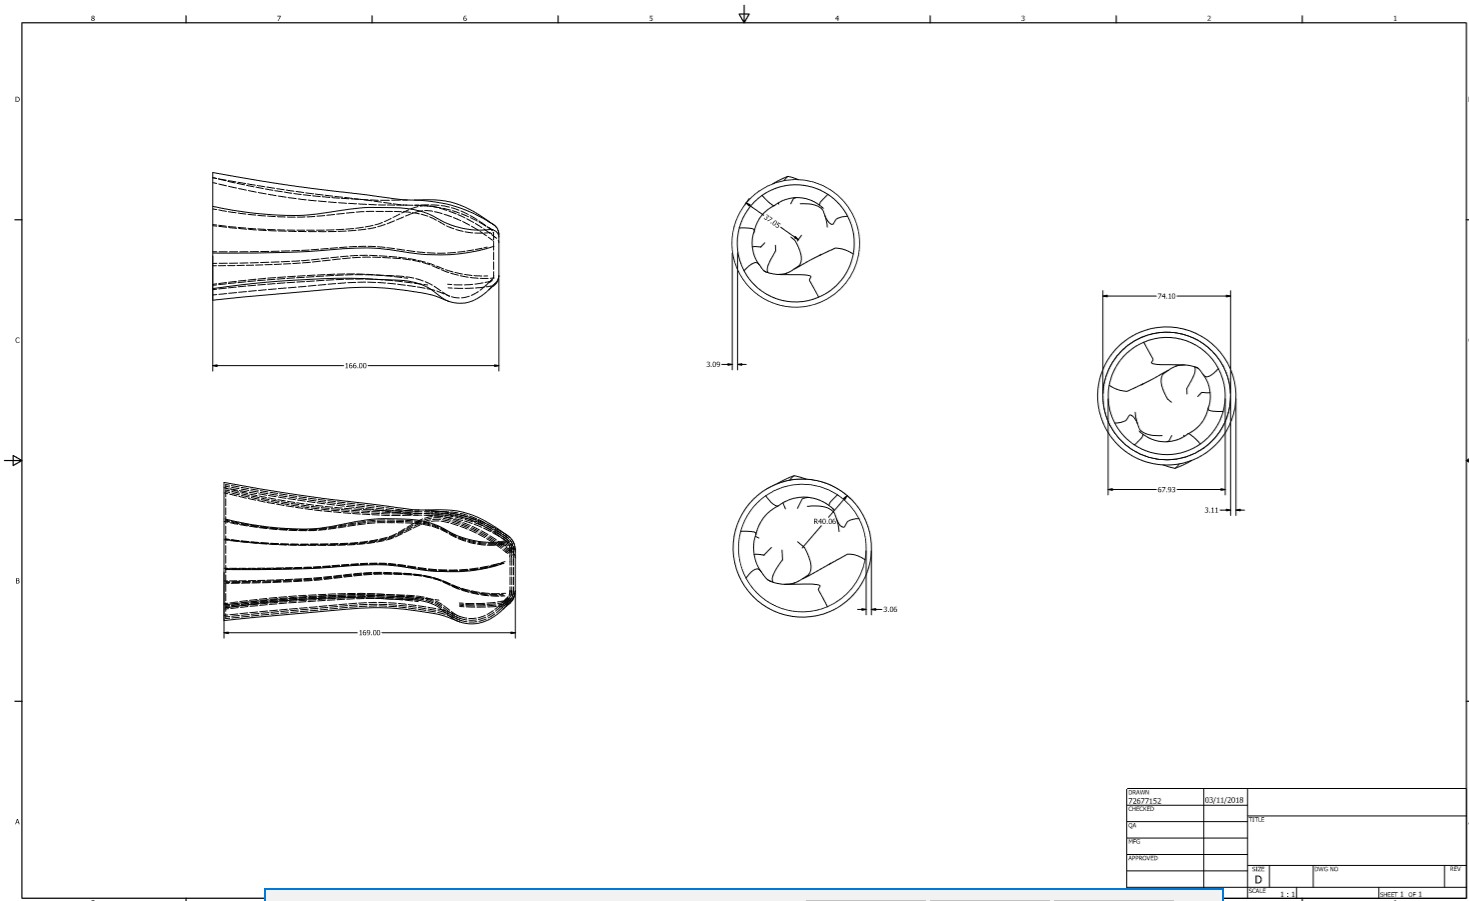 8 7 6 5 4 3 2 1
D
C
B
A
166.00
37.05
3.09
74.10
67.93
3.11
169.00
R40.06
3.06
DRAWN
72677152 03/11/2018
CHECKED
TITLE
QA
MFG
APPROVED
SIZE DWG NO REV
D
SCALE 1 : 1 SHEET 1 OF 1